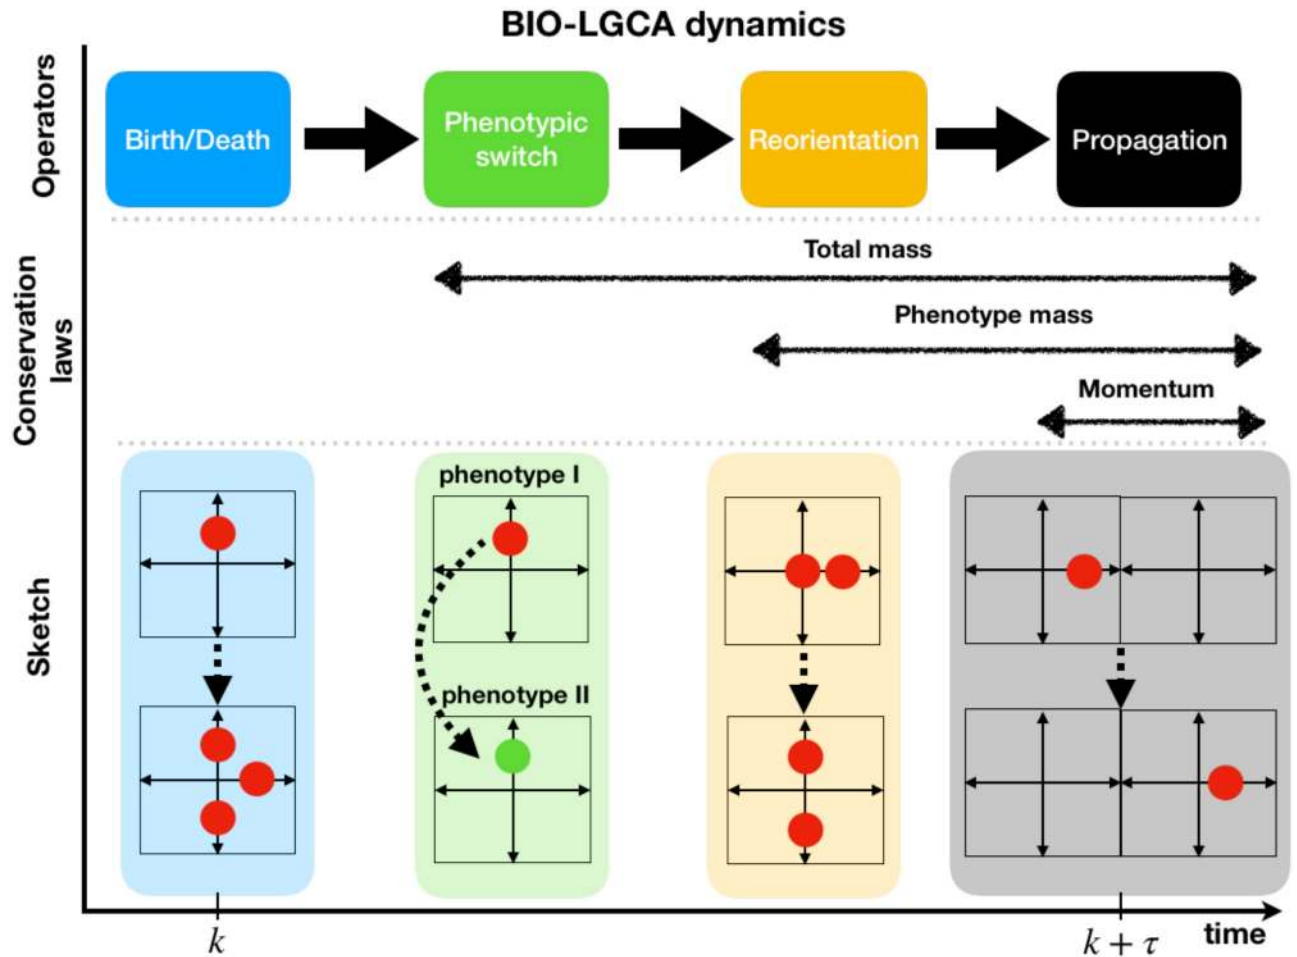 BIO-LGCA dynamics
Operators
Birth/Death
Phenotypic
switch
Reorientation
Propagation
Conservation
laws
Total mass
Phenotype mass
Momentum
Sketch
phenotype I
phenotype II
k
k + τ
time